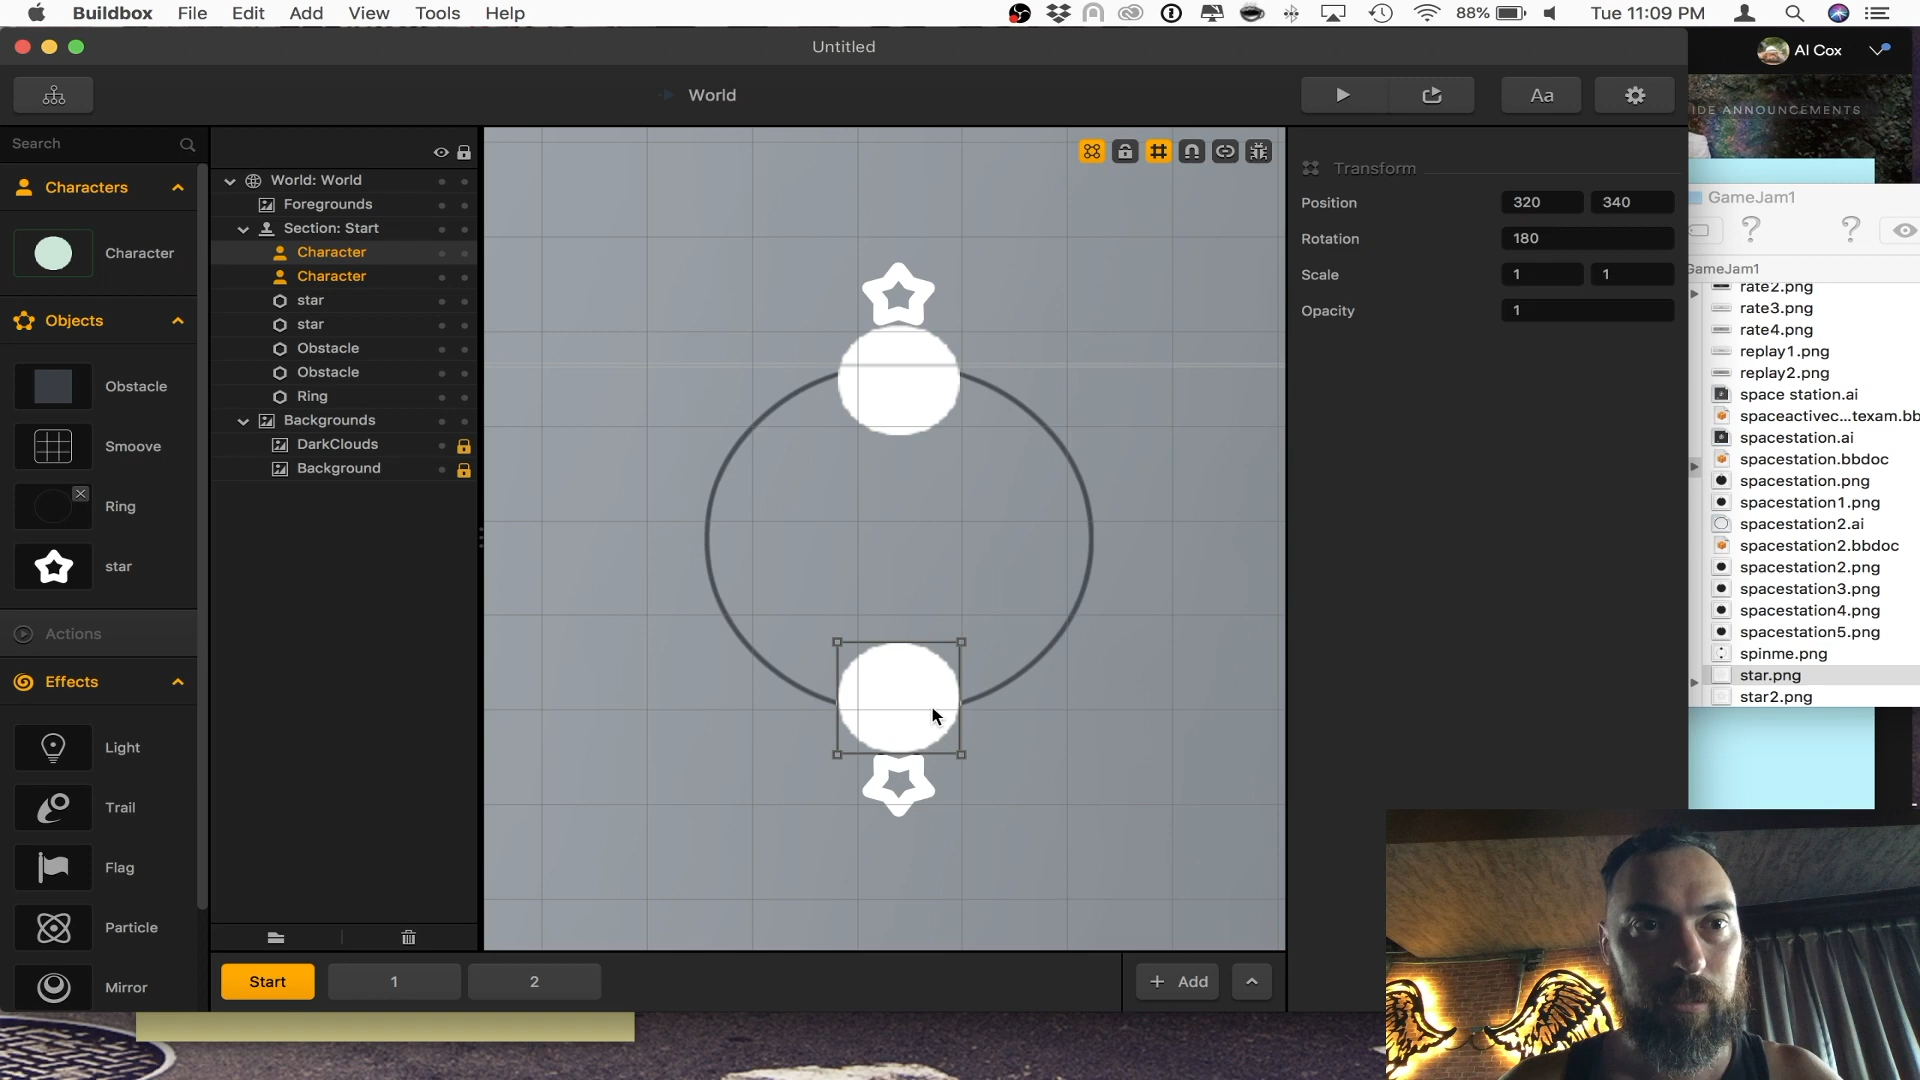 Buildbox File Edit Add View Tools Help
88% Tue 11:09 PM
Untitled
Al Cox
World
Aa
IDE ANNOUNCEMENTS
Search
Characters
Character
Objects
Obstacle
Smoove
Ring
star
Actions
Effects
Light
Trail
Flag
Particle
Mirror
World: World
Foregrounds
Section: Start
Character
Character
star
star
Obstacle
Obstacle
Ring
Backgrounds
DarkClouds
Background
Transform
Position 320 340
Rotation 180
Scale 1 1
Opacity 1
GameJam1
GameJam1
rate2.png
rate3.png
rate4.png
replay1.png
replay2.png
space station.ai
spaceactivec...texam.bb
spacestation.ai
spacestation.bbdoc
spacestation.png
spacestation1.png
spacestation2.ai
spacestation2.bbdoc
spacestation2.png
spacestation3.png
spacestation4.png
spacestation5.png
spinme.png
star.png
star2.png
Start 1 2
+ Add